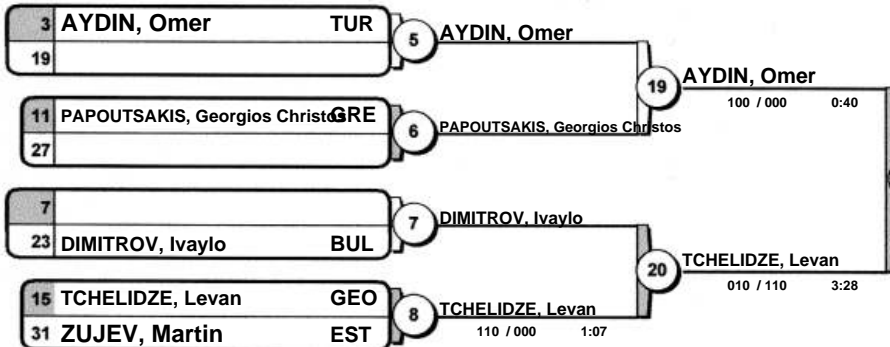 3 AYDIN, Omer TUR
19
5 AYDIN, Omer
11 PAPOUTSAKIS, Georgios Christos GRE
27
6 PAPOUTSAKIS, Georgios Christos
19 AYDIN, Omer
100 / 000 0:40
7
23 DIMITROV, Ivaylo BUL
7 DIMITROV, Ivaylo
15 TCHELIDZE, Levan GEO
31 ZUJEV, Martin EST
8 TCHELIDZE, Levan
110 / 000 1:07
20 TCHELIDZE, Levan
010 / 110 3:28